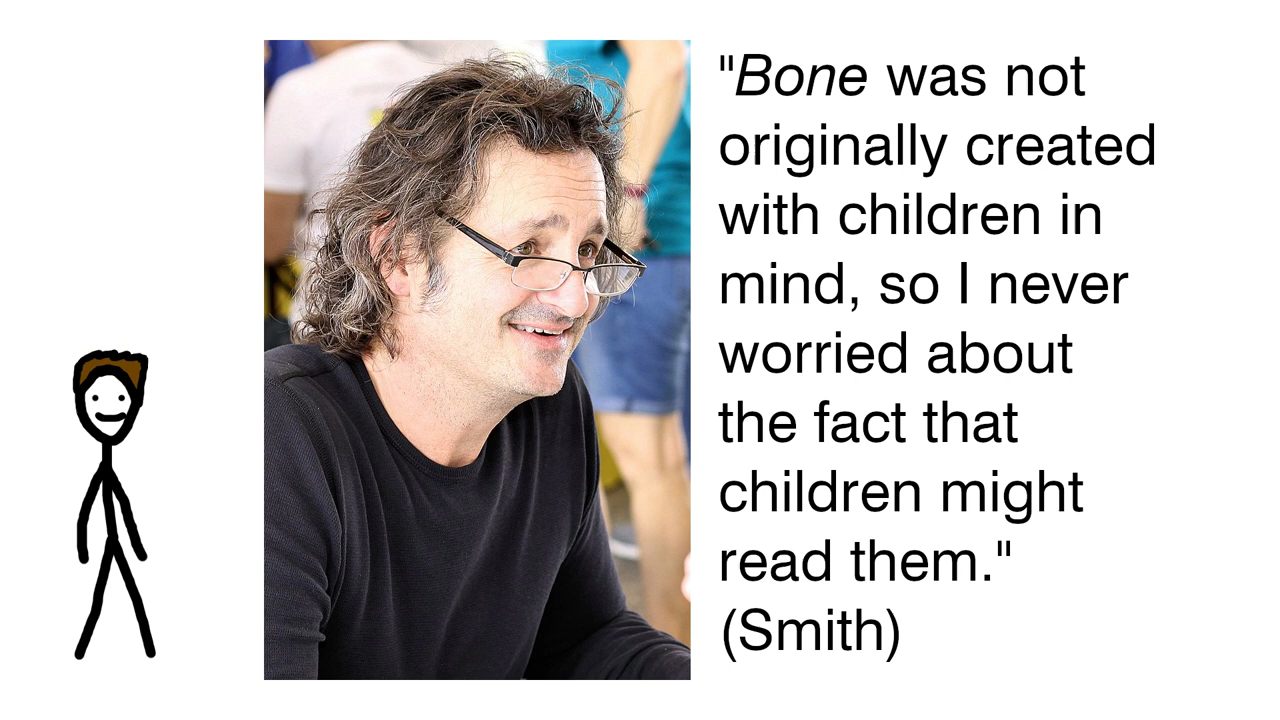 "Bone was not
originally created
with children in
mind, so I never
worried about
the fact that
children might
read them."
(Smith)